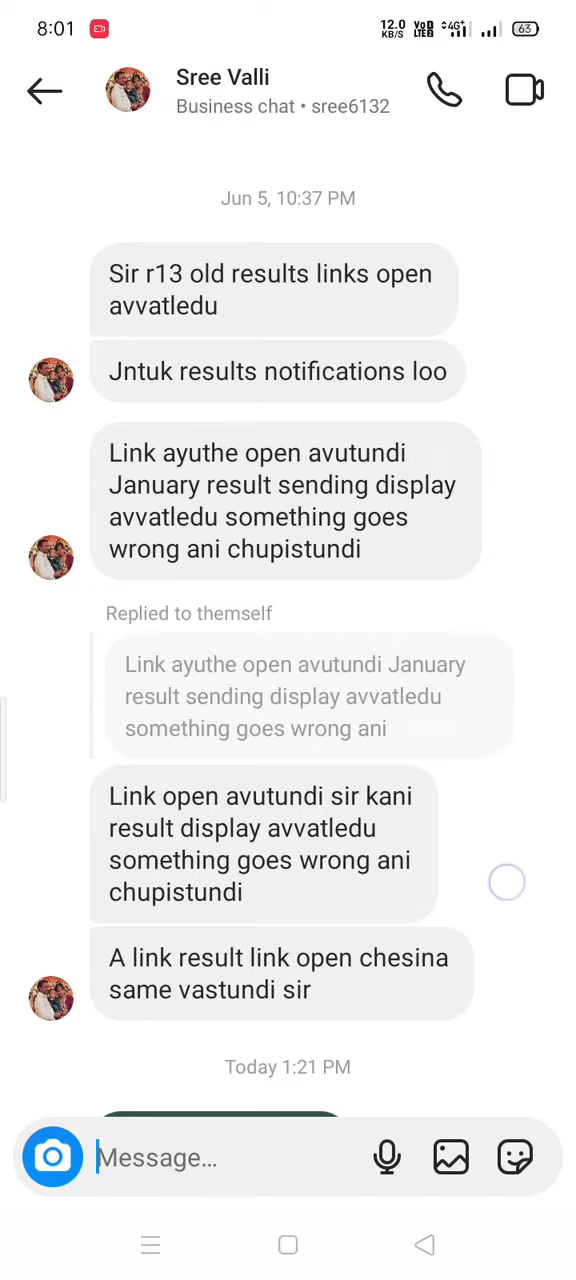 8:01
12.0 KB/S VoD LTE2 4G+ 63
Sree Valli
Business chat • sree6132
Jun 5, 10:37 PM
Sir r13 old results links open
avvatledu
Jntuk results notifications loo
Link ayuthe open avutundi
January result sending display
avvatledu something goes
wrong ani chupistundi
Replied to themself
Link ayuthe open avutundi January
result sending display avvatledu
something goes wrong ani
Link open avutundi sir kani
result display avvatledu
something goes wrong ani
chupistundi
A link result link open chesina
same vastundi sir
Today 1:21 PM
Message...